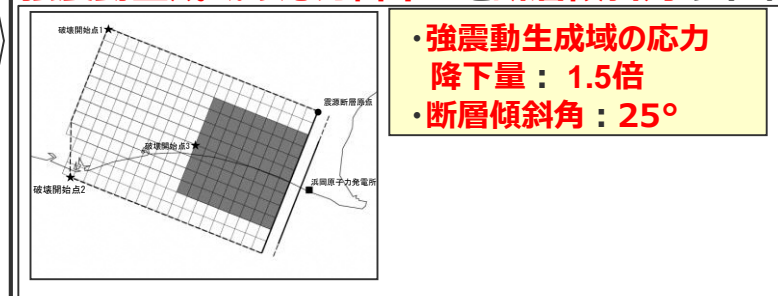 ・強震動生成域の応力
降下量： 1.5倍
・断層傾斜角：25°
破壊開始点1
震源断層原点
破壊開始点3
浜岡原子力発電所
破壊開始点2